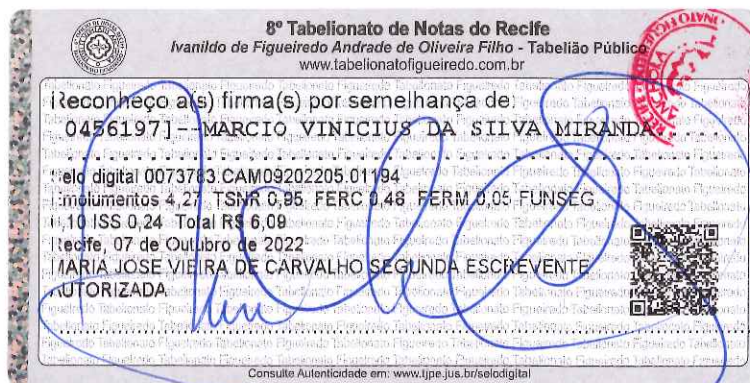 8º Tabelionato de Notas do Recife
Ivanildo de Figueiredo Andrade de Oliveira Filho - Tabelião Público
www.tabelionatofigueiredo.com.br
Reconheço a(s) firma(s) por semelhança de:
0456197]--MARCIO VINICIUS DA SILVA MIRANDA.....
Selo digital 0073783.CAM09202205.01194
Emolumentos 4,27 TSNR 0,95 FERC 0,48 FERM 0,05 FUNSEG
0,10 ISS 0,24 Total R$ 6,09
Recife, 07 de Outubro de 2022
MARIA JOSE VIEIRA DE CARVALHO SEGUNDA ESCREVENTE
AUTORIZADA
Consulte Autenticidade em: www.tjpe.jus.br/selodigital